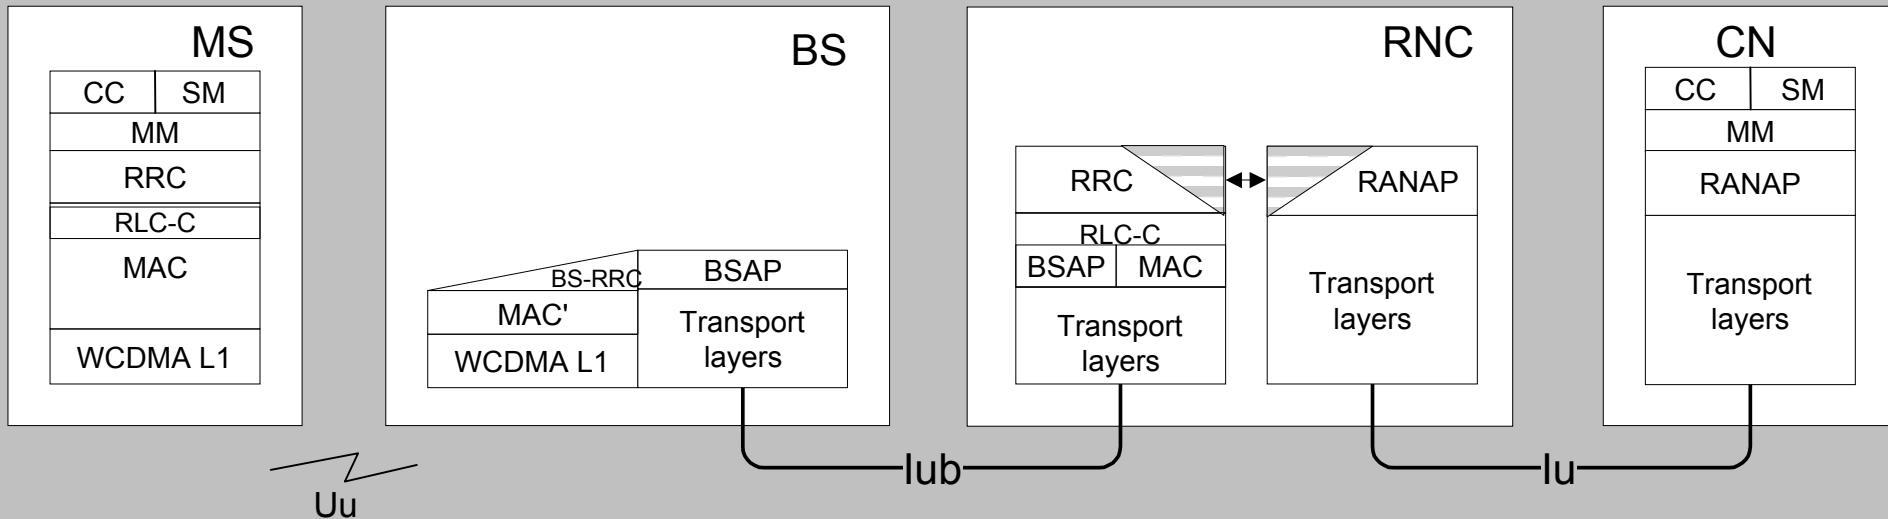 MS
CC SM
MM
RRC
RLC-C
MAC
WCDMA L1
Uu
BS
BS-RRC
BSAP
MAC'
WCDMA L1
Transport
layers
Iub
RNC
RRC
RLC-C
BSAP MAC
Transport
layers
RANAP
Transport
layers
Iu
CN
CC SM
MM
RANAP
Transport
layers